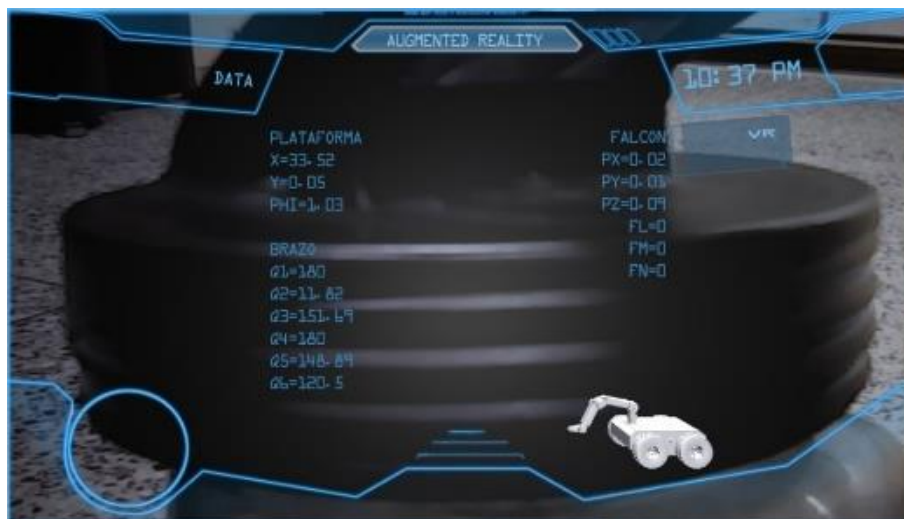 AUGMENTED REALITY
DATA
10:37 PM
PLATAFORMA
X=33.52
Y=0.05
PHI=1.03
BRAZO
Q1=180
Q2=11.82
Q3=151.69
Q4=180
Q5=148.89
Q6=120.5
FALCON
VR
PX=0.02
PY=0.01
PZ=0.09
FL=0
FM=0
FN=0